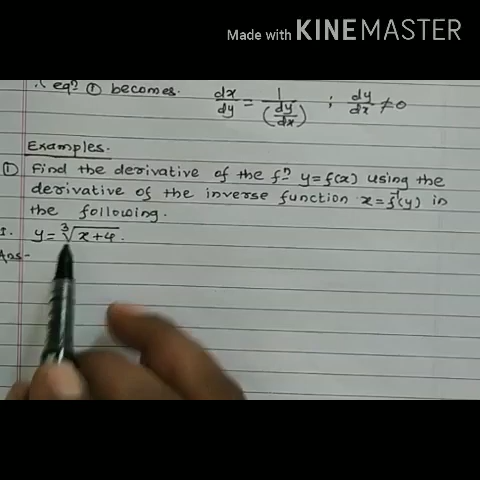 Made with KINEMASTER
∴ eqn ① becomes. dx/dy = 1/(dy/dx) ; dy/dx ≠ 0
Examples.
① Find the derivative of the fn y=f(x) using the
derivative of the inverse function x=f⁻¹(y) in
the following.
I. y=∛x+4.
Ans-